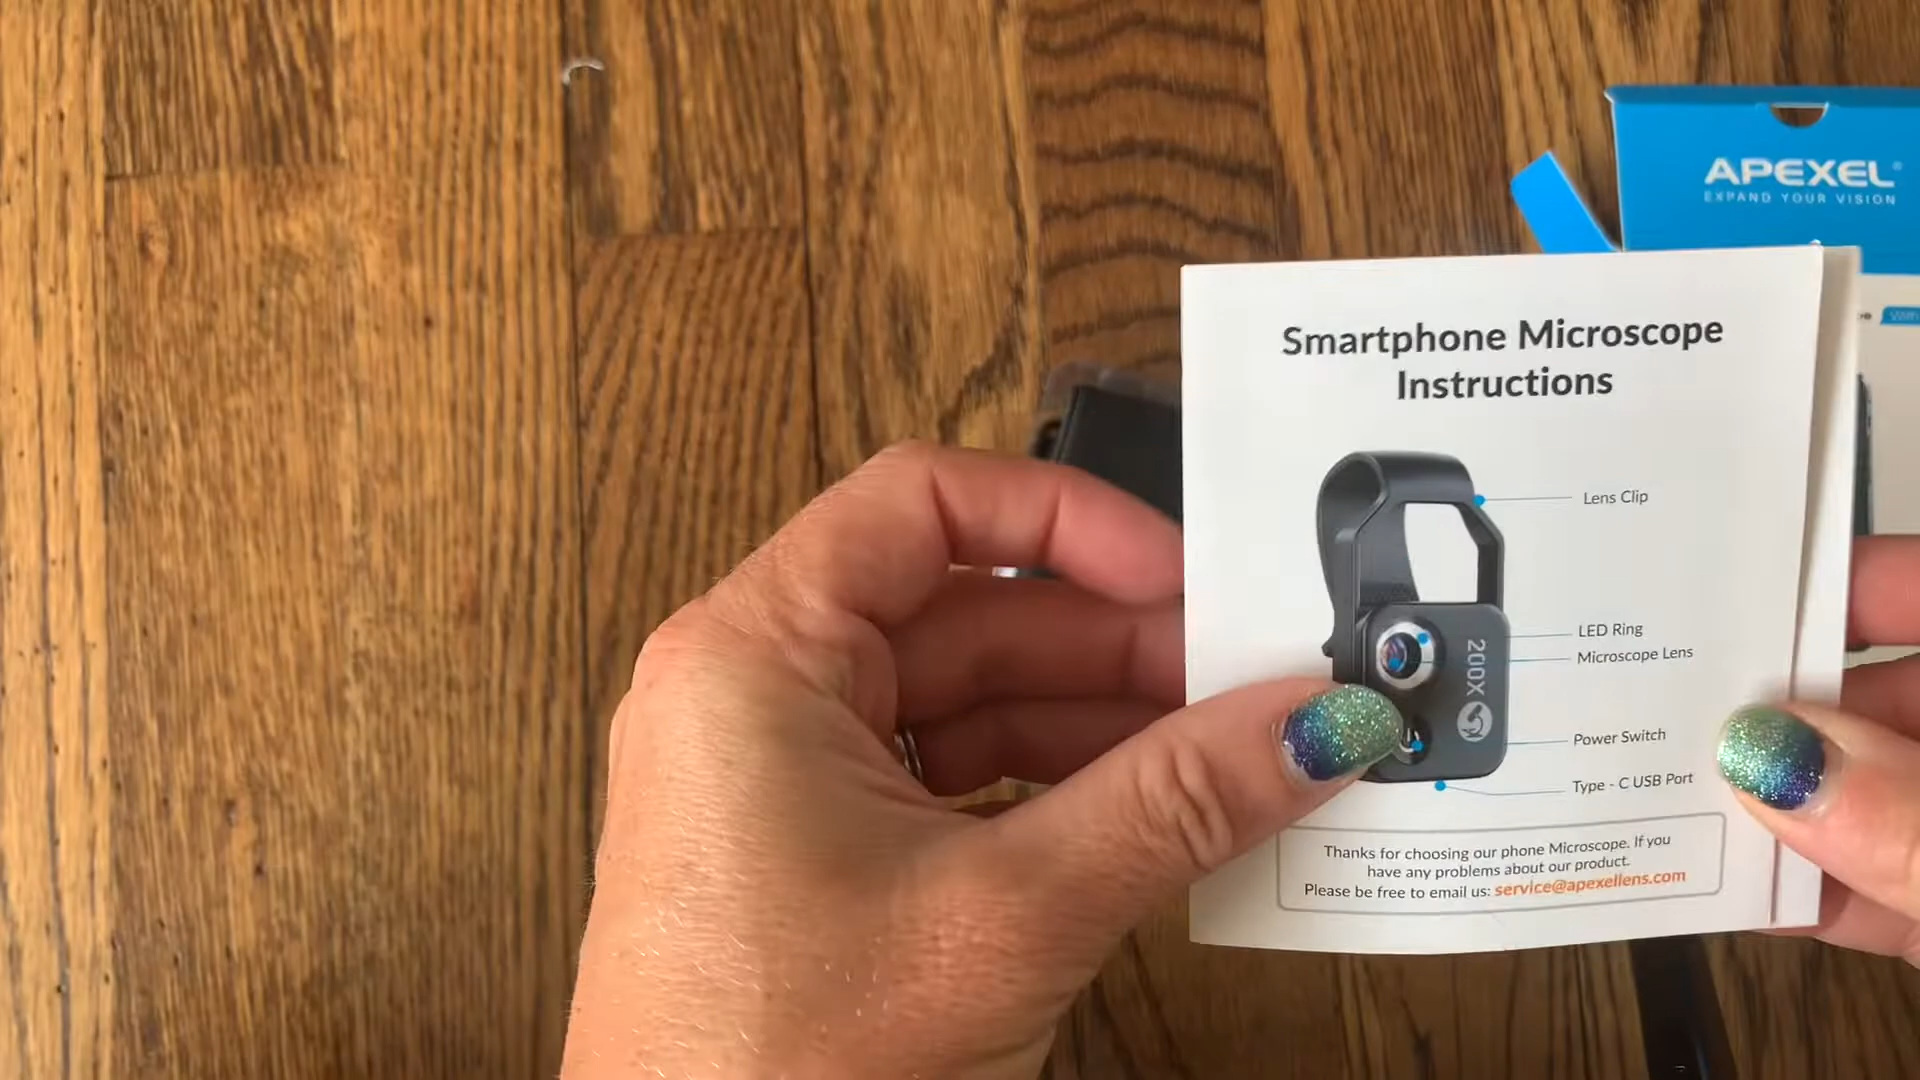 APEXEL®
EXPAND YOUR VISION
With
Smartphone Microscope
Instructions
Lens Clip
LED Ring
Microscope Lens
200X
Power Switch
Type - C USB Port
Thanks for choosing our phone Microscope. If you
have any problems about our product.
Please be free to email us: service@apexellens.com